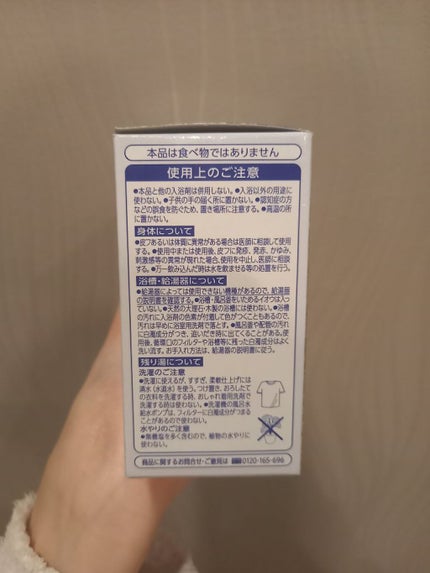 本品は食べ物ではありません
使用上のご注意
●本品と他の入浴剤は併用しない。●入浴以外の用途に
使わない。●子供の手の届く所に置かない。●認知症の方
などの誤食を防ぐため、置き場所に注意する。●高温の所
に置かない。
身体について
●皮フあるいは体質に異常がある場合は医師に相談して使用
する。●使用中または使用後、皮フに発疹、発赤、かゆみ、
刺激感等の異常が現れた場合、使用を中止し、医師に相談
する。●万一飲み込んだ時は水を飲ませる等の処置を行う。
浴槽・給湯器について
●給湯器によっては使用できない機種があるので、給湯器
の説明書を確認する。●浴槽・風呂釜をいためるイオウは入っ
ていない。●天然の大理石・木製の浴槽には使わない。●浴槽
の汚れに入浴剤の色素が付着して色がつくこともあるので、
汚れは早めに浴室用洗剤で落とす。●風呂釜や配管の汚れ
に白濁成分がつき、追いだき時に出てくることがある。使
用後、循環口のフィルターや浴槽等に残った白濁成分はよく
洗い流す。お手入れ方法は、給湯器の説明書に従う。
残り湯について
洗濯のご注意
●洗濯に使えるが、すすぎ、柔軟仕上げには
清水(水道水)を使う。つけ置き、おろしたて
の衣料を洗濯する時、おしゃれ着用洗剤で
洗濯する時は使わない。●洗濯機の風呂水
給水ポンプは、フィルターに白濁成分がつまる
ことがあるので使わない。
水やりのご注意
●無機塩を多く含むので、植物の水やりに
使わない。
商品に関するお問合せ・ご意見は 0120-165-696